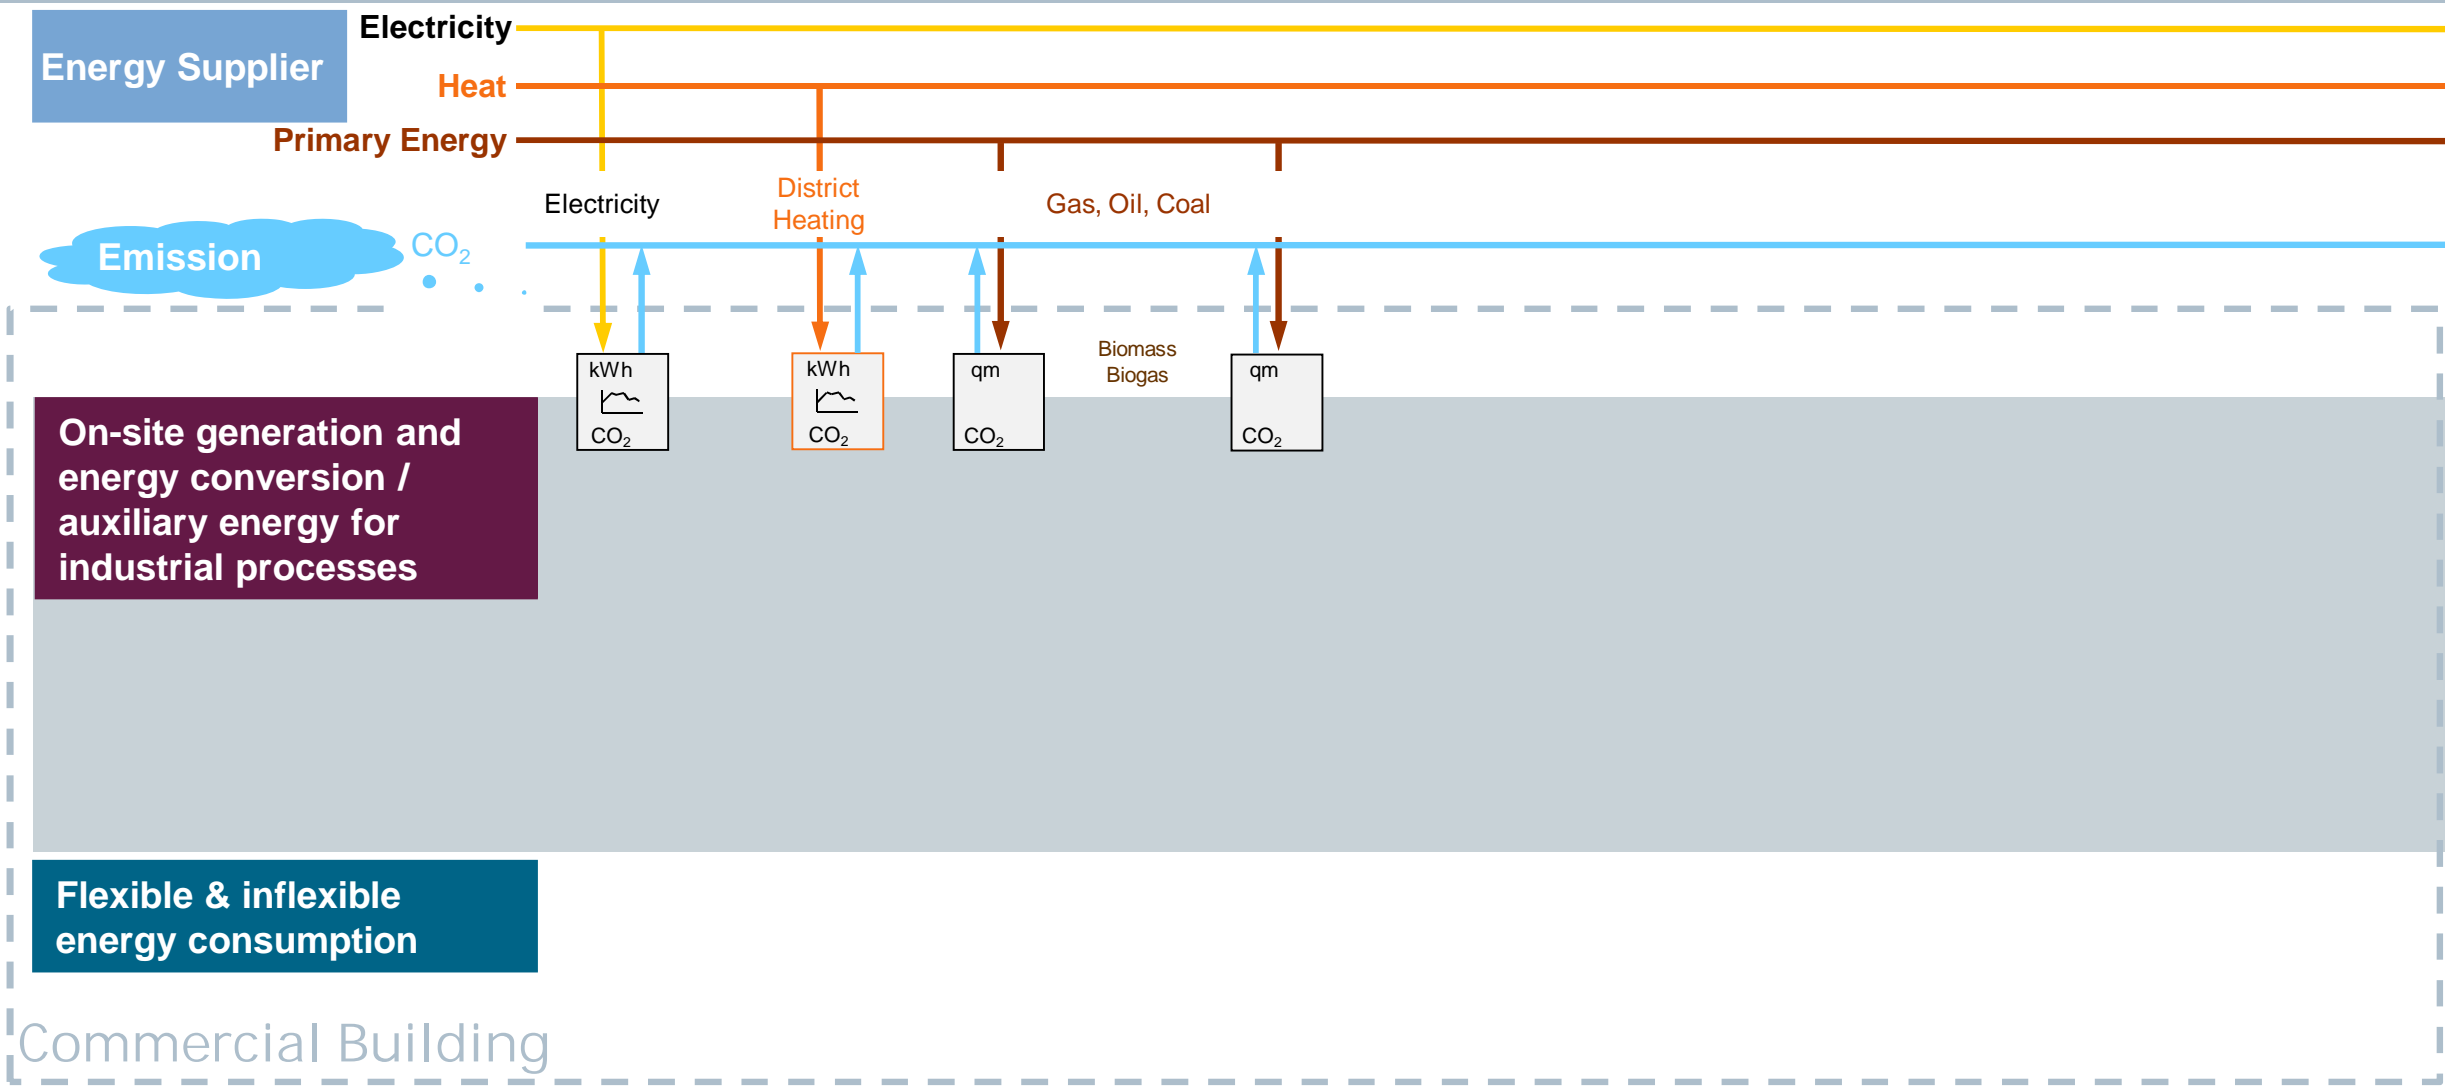 Electricity
Energy Supplier
Heat
Primary Energy
District
Heating
Electricity
Gas, Oil, Coal
CO₂
Emission
Biomass
Biogas
kWh
CO₂
kWh
CO₂
qm
CO₂
qm
CO₂
On-site generation and
energy conversion /
auxiliary energy for
industrial processes
Flexible & inflexible
energy consumption
Commercial Building